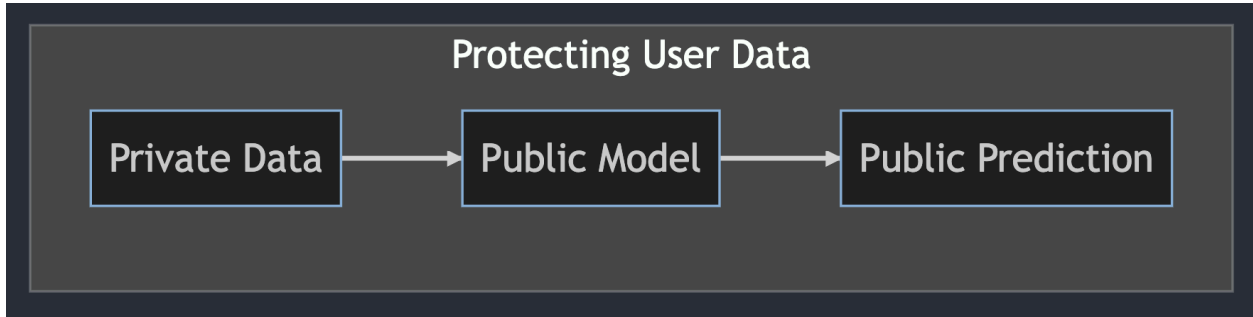 Protecting User Data
Private Data
Public Model
Public Prediction